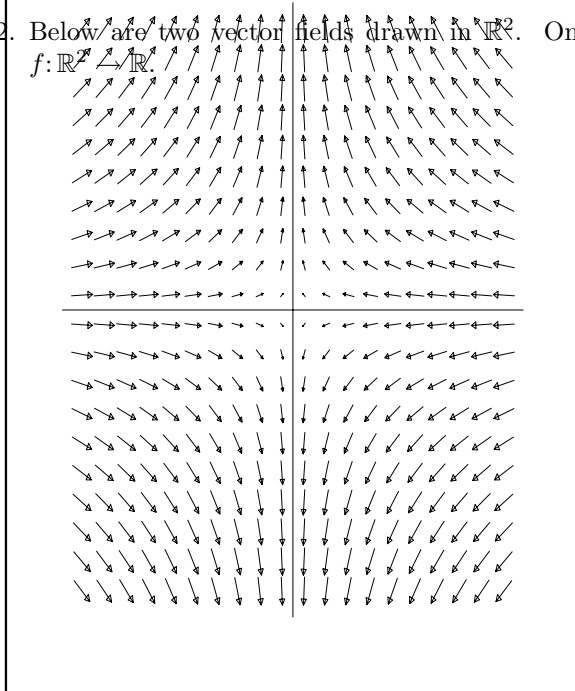 2. Below are two vector fields drawn in ℝ². On
f: ℝ² → ℝ.